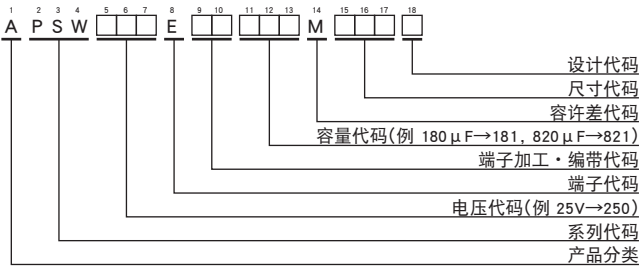 1 2 3 4 5 6 7 8 9 10 11 12 13 14 15 16 17 18
A P S W E M
设计代码
尺寸代码
容许差代码
容量代码(例 180μF→181, 820μF→821)
端子加工・编带代码
端子代码
电压代码(例 25V→250)
系列代码
产品分类